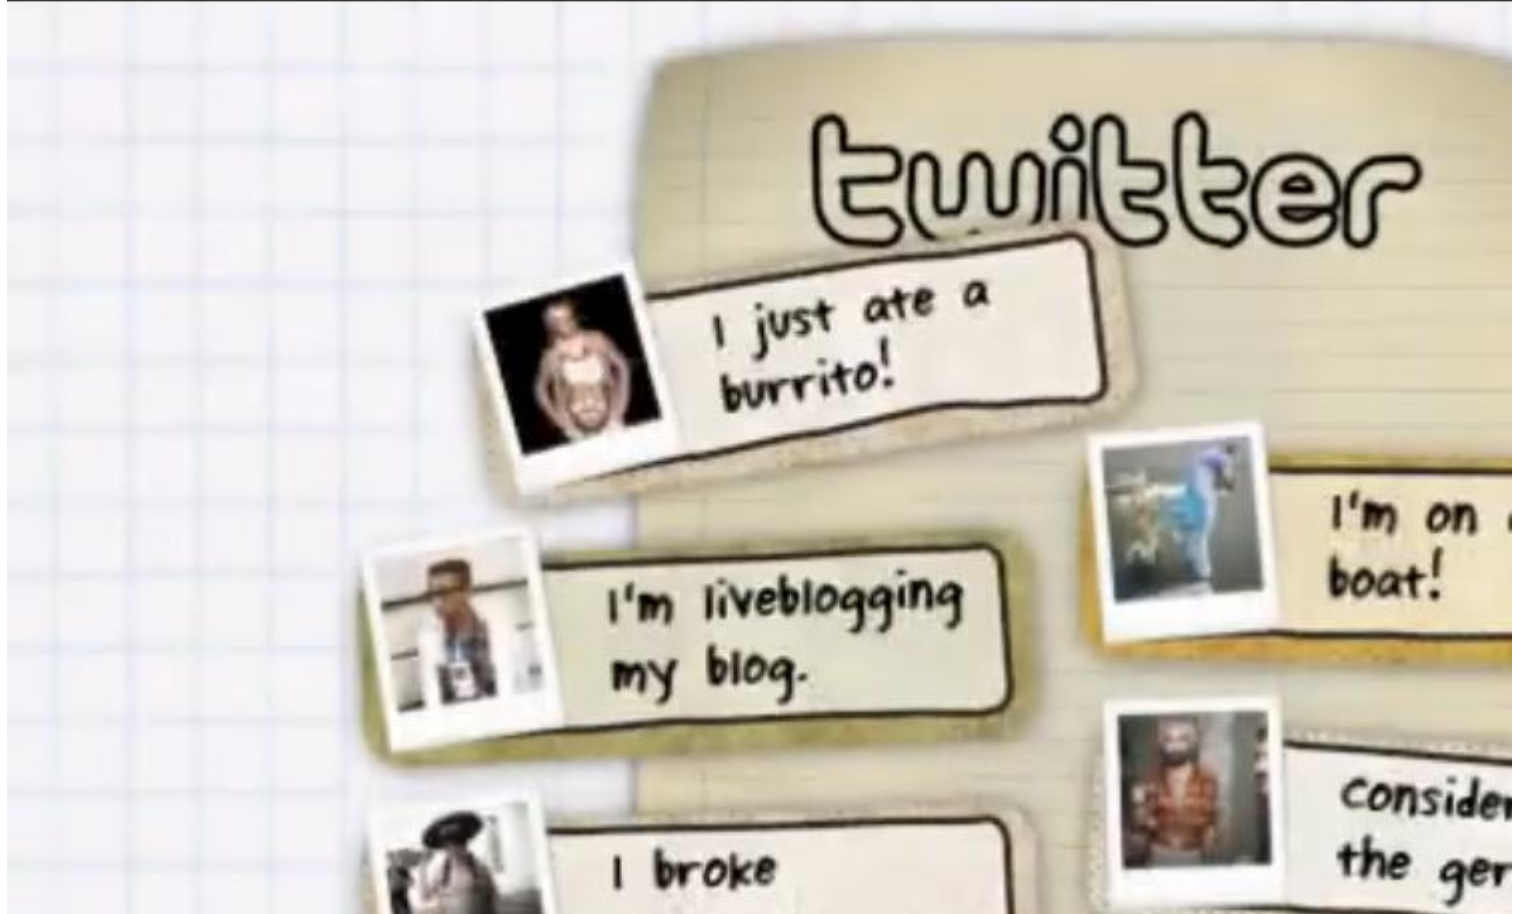 twitter
I just ate a
burrito!
I'm on
boat!
I'm liveblogging
my blog.
the
I broke